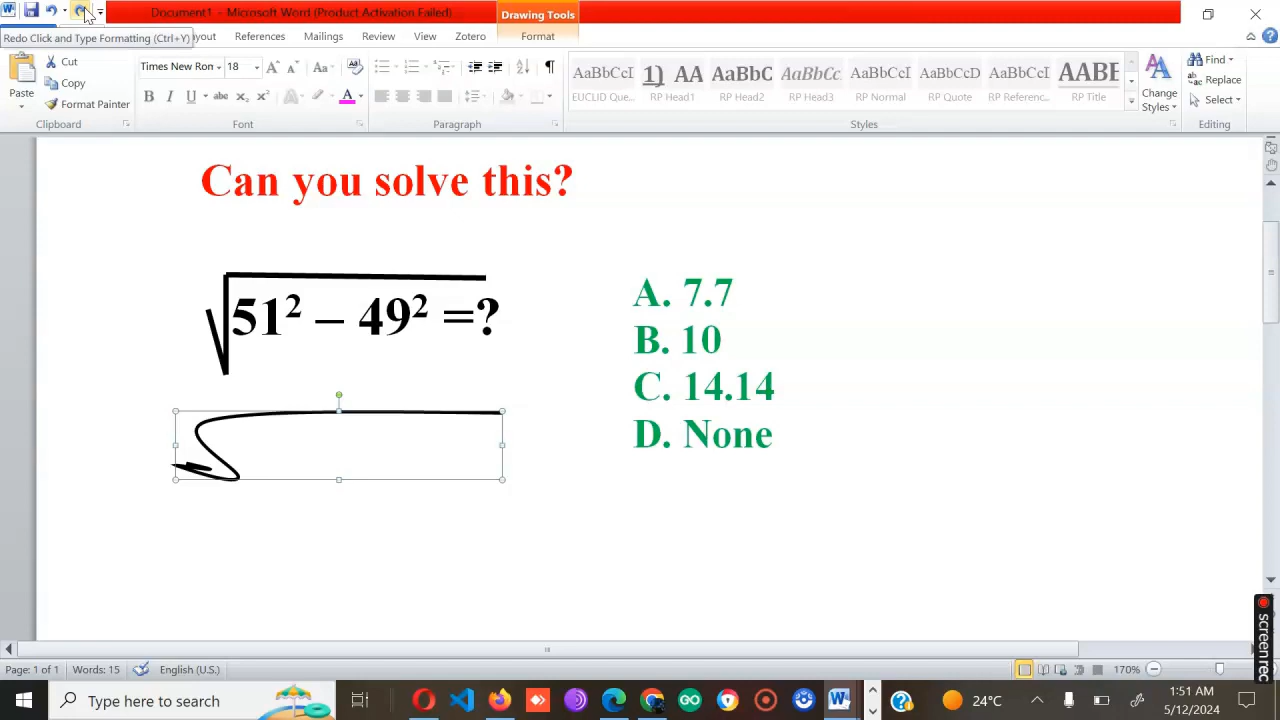 Document1 - Microsoft Word (Product Activation Failed)
Drawing Tools
Redo Click and Type Formatting (Ctrl+Y)
References Mailings Review View Zotero Format
Paste
Cut
Copy
Format Painter
Clipboard
Times New Ron 18
Font
Paragraph
AaBbCcI AA AaBbC AaBbCc AaBbCcI AaBbCcD AaBbCcI AABE
EUCLID Que... RP Head1 RP Head2 RP Head3 RP Normal RP Quote RP Referenc... RP Title
Change Styles
Styles
Find
Replace
Select
Editing
Can you solve this?
√51² – 49² =?
A. 7.7
B. 10
C. 14.14
D. None
screen rec
Page: 1 of 1 Words: 15 English (U.S.) 170%
Type here to search
24°C
1:51 AM
5/12/2024